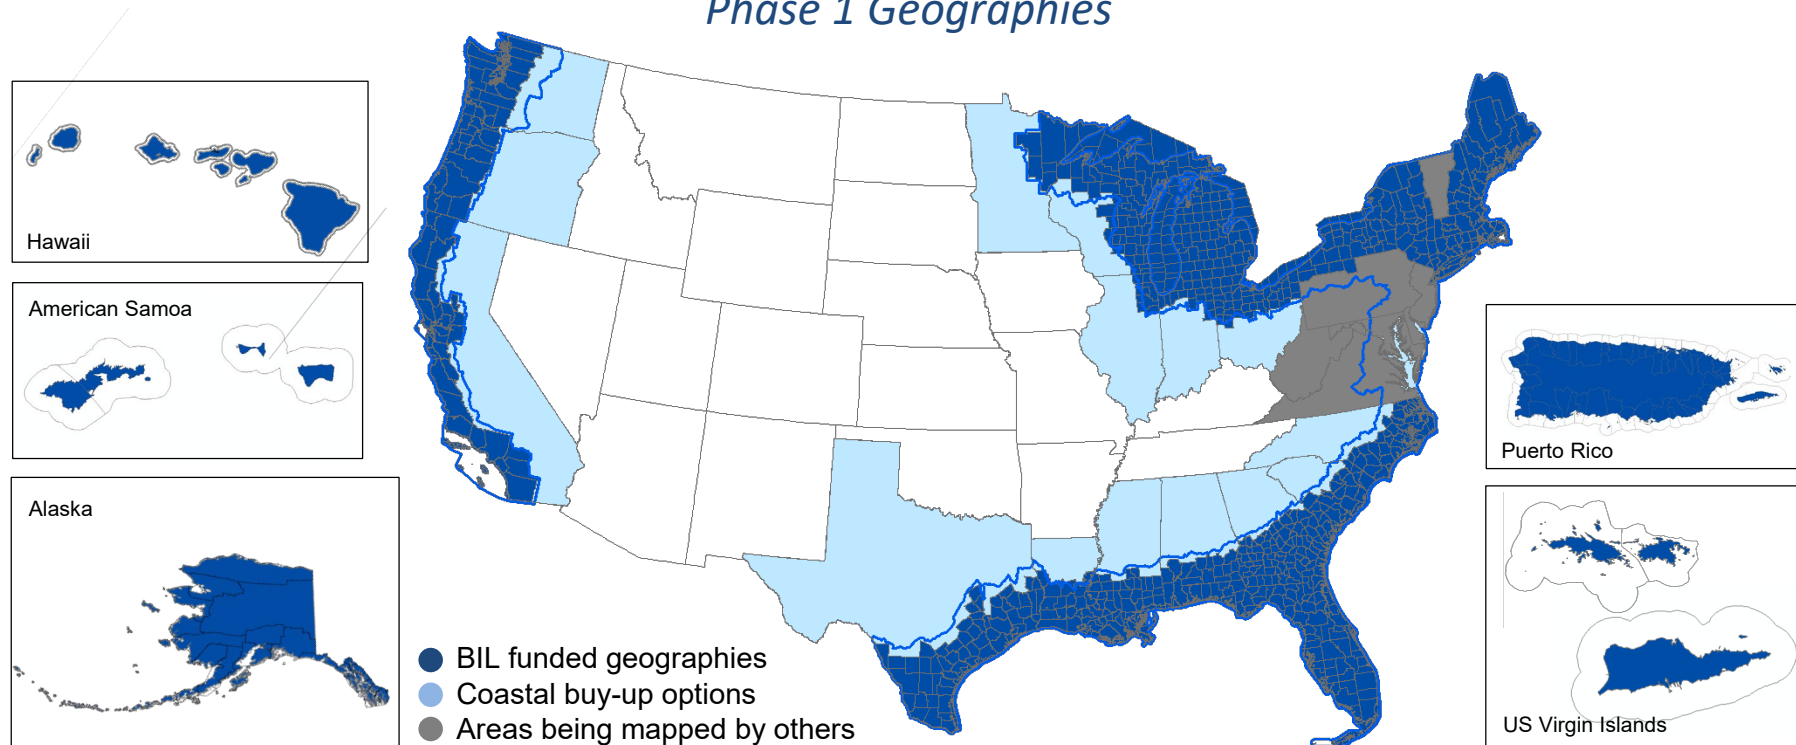 Phase 1 Geographies
Hawaii
American Samoa
Alaska
Puerto Rico
US Virgin Islands
BIL funded geographies
Coastal buy-up options
Areas being mapped by others